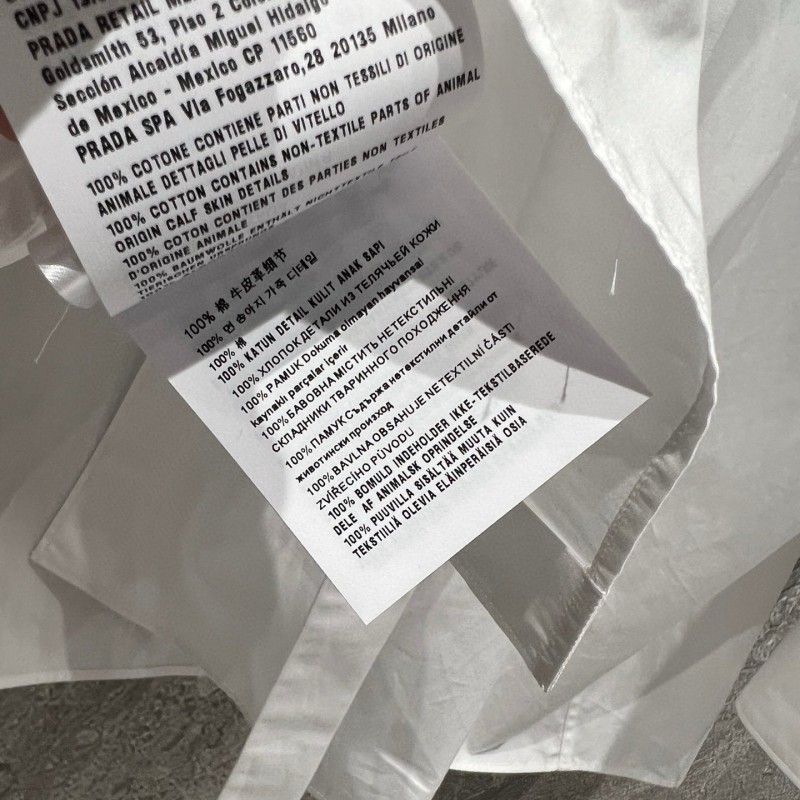 CNPJ
PRADA RETAIL
Goldsmith 53, Piso 2
Sección Alcaldía Miguel Hidalgo
de Mexico - Mexico CP 11560
PRADA SPA Via Fogazzaro,28 20135 Milano
100% COTONE CONTIENE PARTI NON TESSILI DI ORIGINE
ANIMALE DETTAGLI PELLE DI VITELLO
100% COTTON CONTAINS NON-TEXTILE PARTS OF ANIMAL
ORIGIN CALF SKIN DETAILS
100% COTON CONTIENT DES PARTIES NON TEXTILES
D'ORIGINE ANIMALE
100% BAUMWOLLE ENTHÄLT NICHTTEXTILE
100% 棉 牛皮革细节
100% 면 송아지 가죽 디테일
100% 棉
100% KATUN DETAIL KULIT ANAK SAPI
100% ХЛОПОК ДЕТАЛИ ИЗ ТЕЛЯЧЬЕЙ КОЖИ
100% PAMUK Dokuma olmayan hayvansal
kaynaklı parçalar içerir
100% БАВОВНА МІСТИТЬ НЕТЕКСТИЛЬНІ
СКЛАДНИКИ ТВАРИННОГО ПОХОДЖЕННЯ
100% ПАМУК Съдържа нетекстилни детайли от
животински произход
100% BAVLNA OBSAHUJE NETEXTILNÍ ČÁSTI
ZVÍŘECÍHO PŮVODU
100% BOMULD INDEHOLDER IKKE-TEKSTILBASEREDE
DELE AF ANIMALSK OPRINDELSE
100% PUUVILLA SISÄLTÄÄ MUUTA KUIN
TEKSTIILIÄ OLEVIA ELÄINPERÄISIÄ OSIA